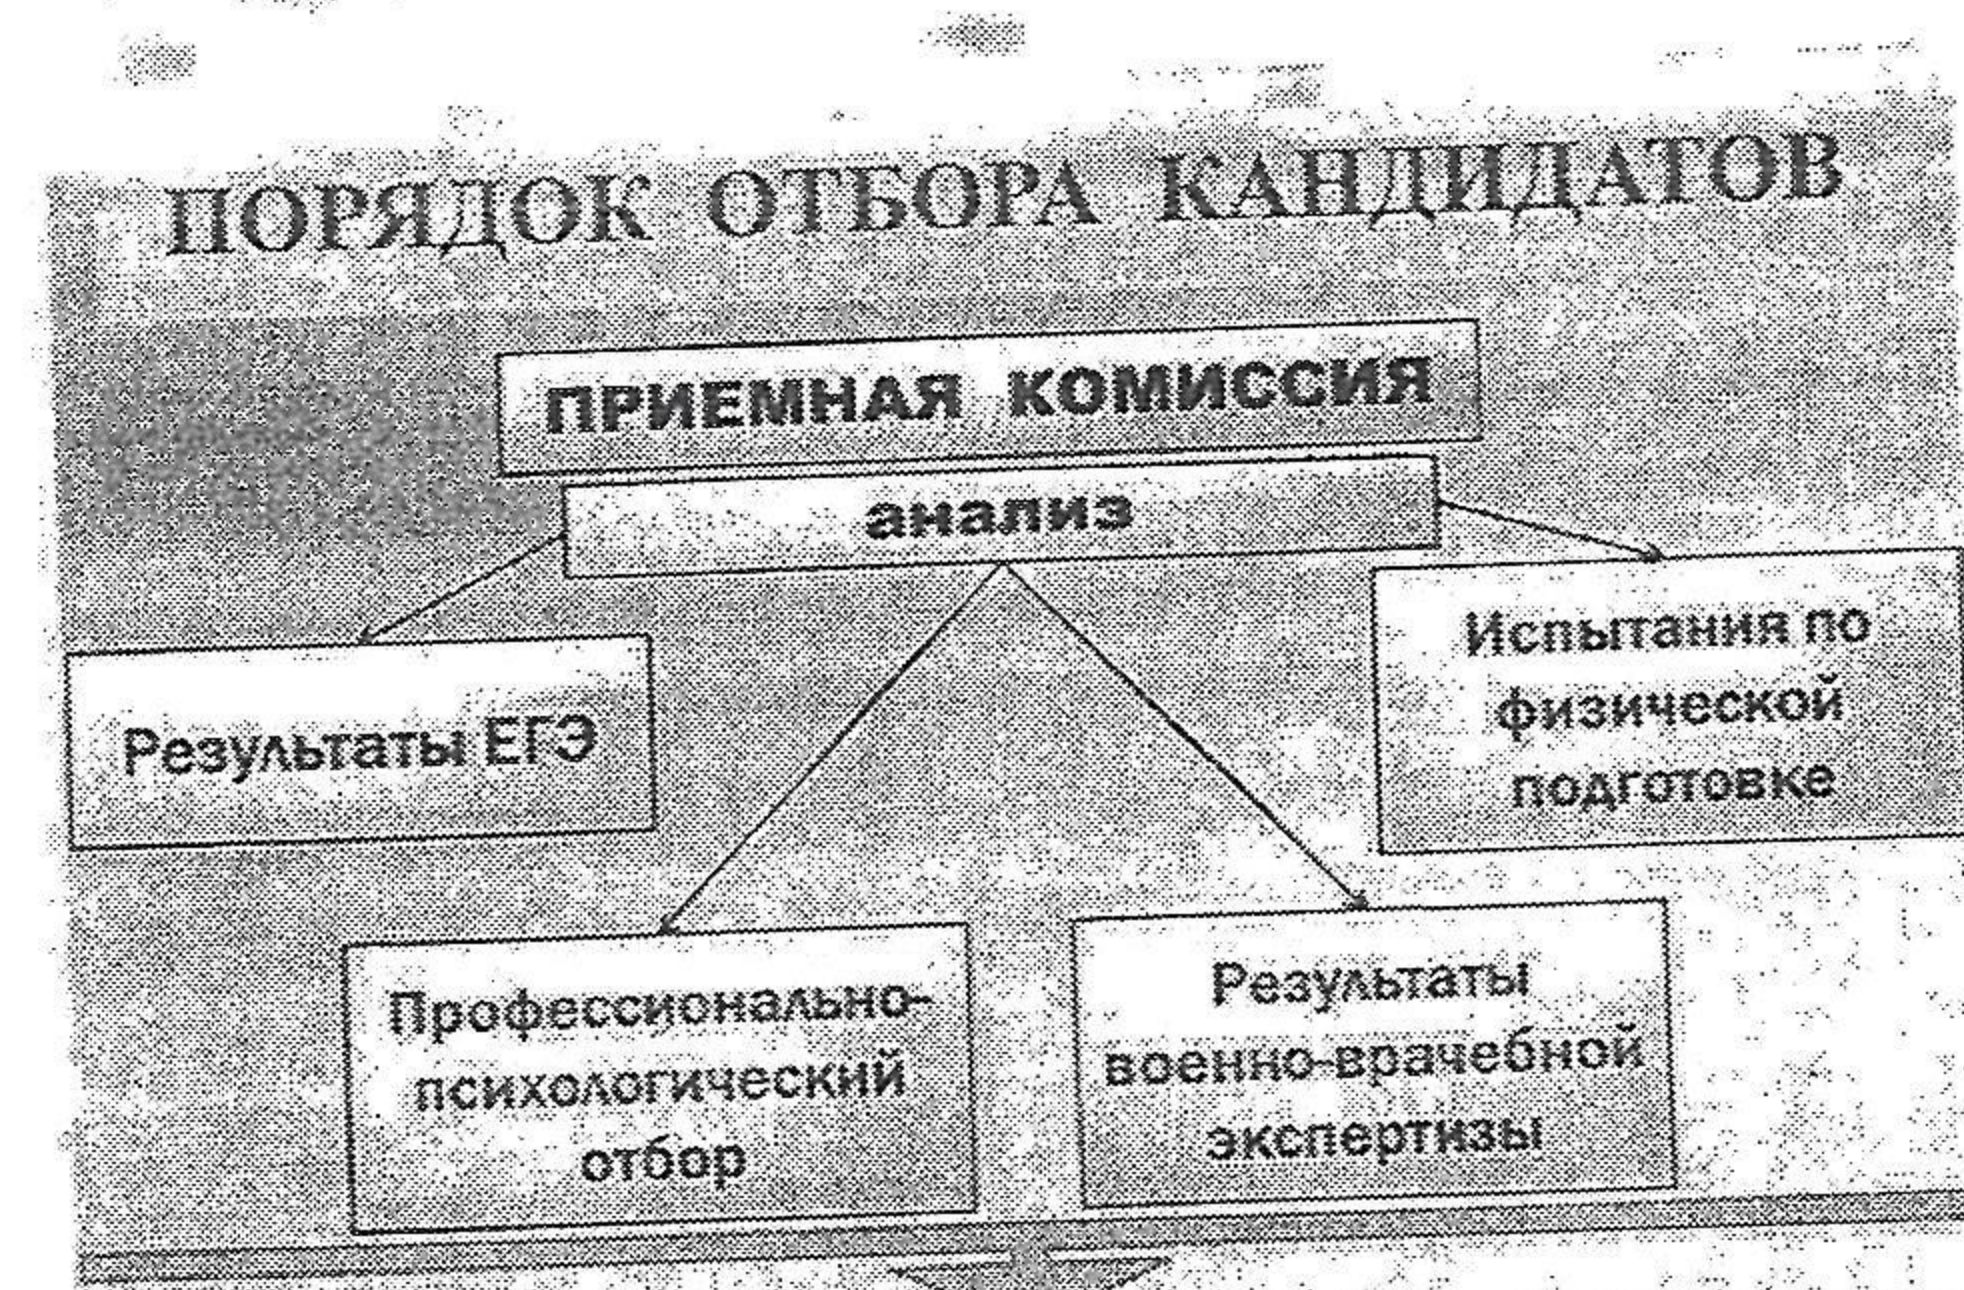 ПОРЯДОК ОТБОРА КАНДИДАТОВ
ПРИЕМНАЯ КОМИССИЯ
анализ
Результаты ЕГЭ
Испытания по
физической
подготовке
Профессионально-
психологический
отбор
Результаты
военно-врачебной
экспертизы